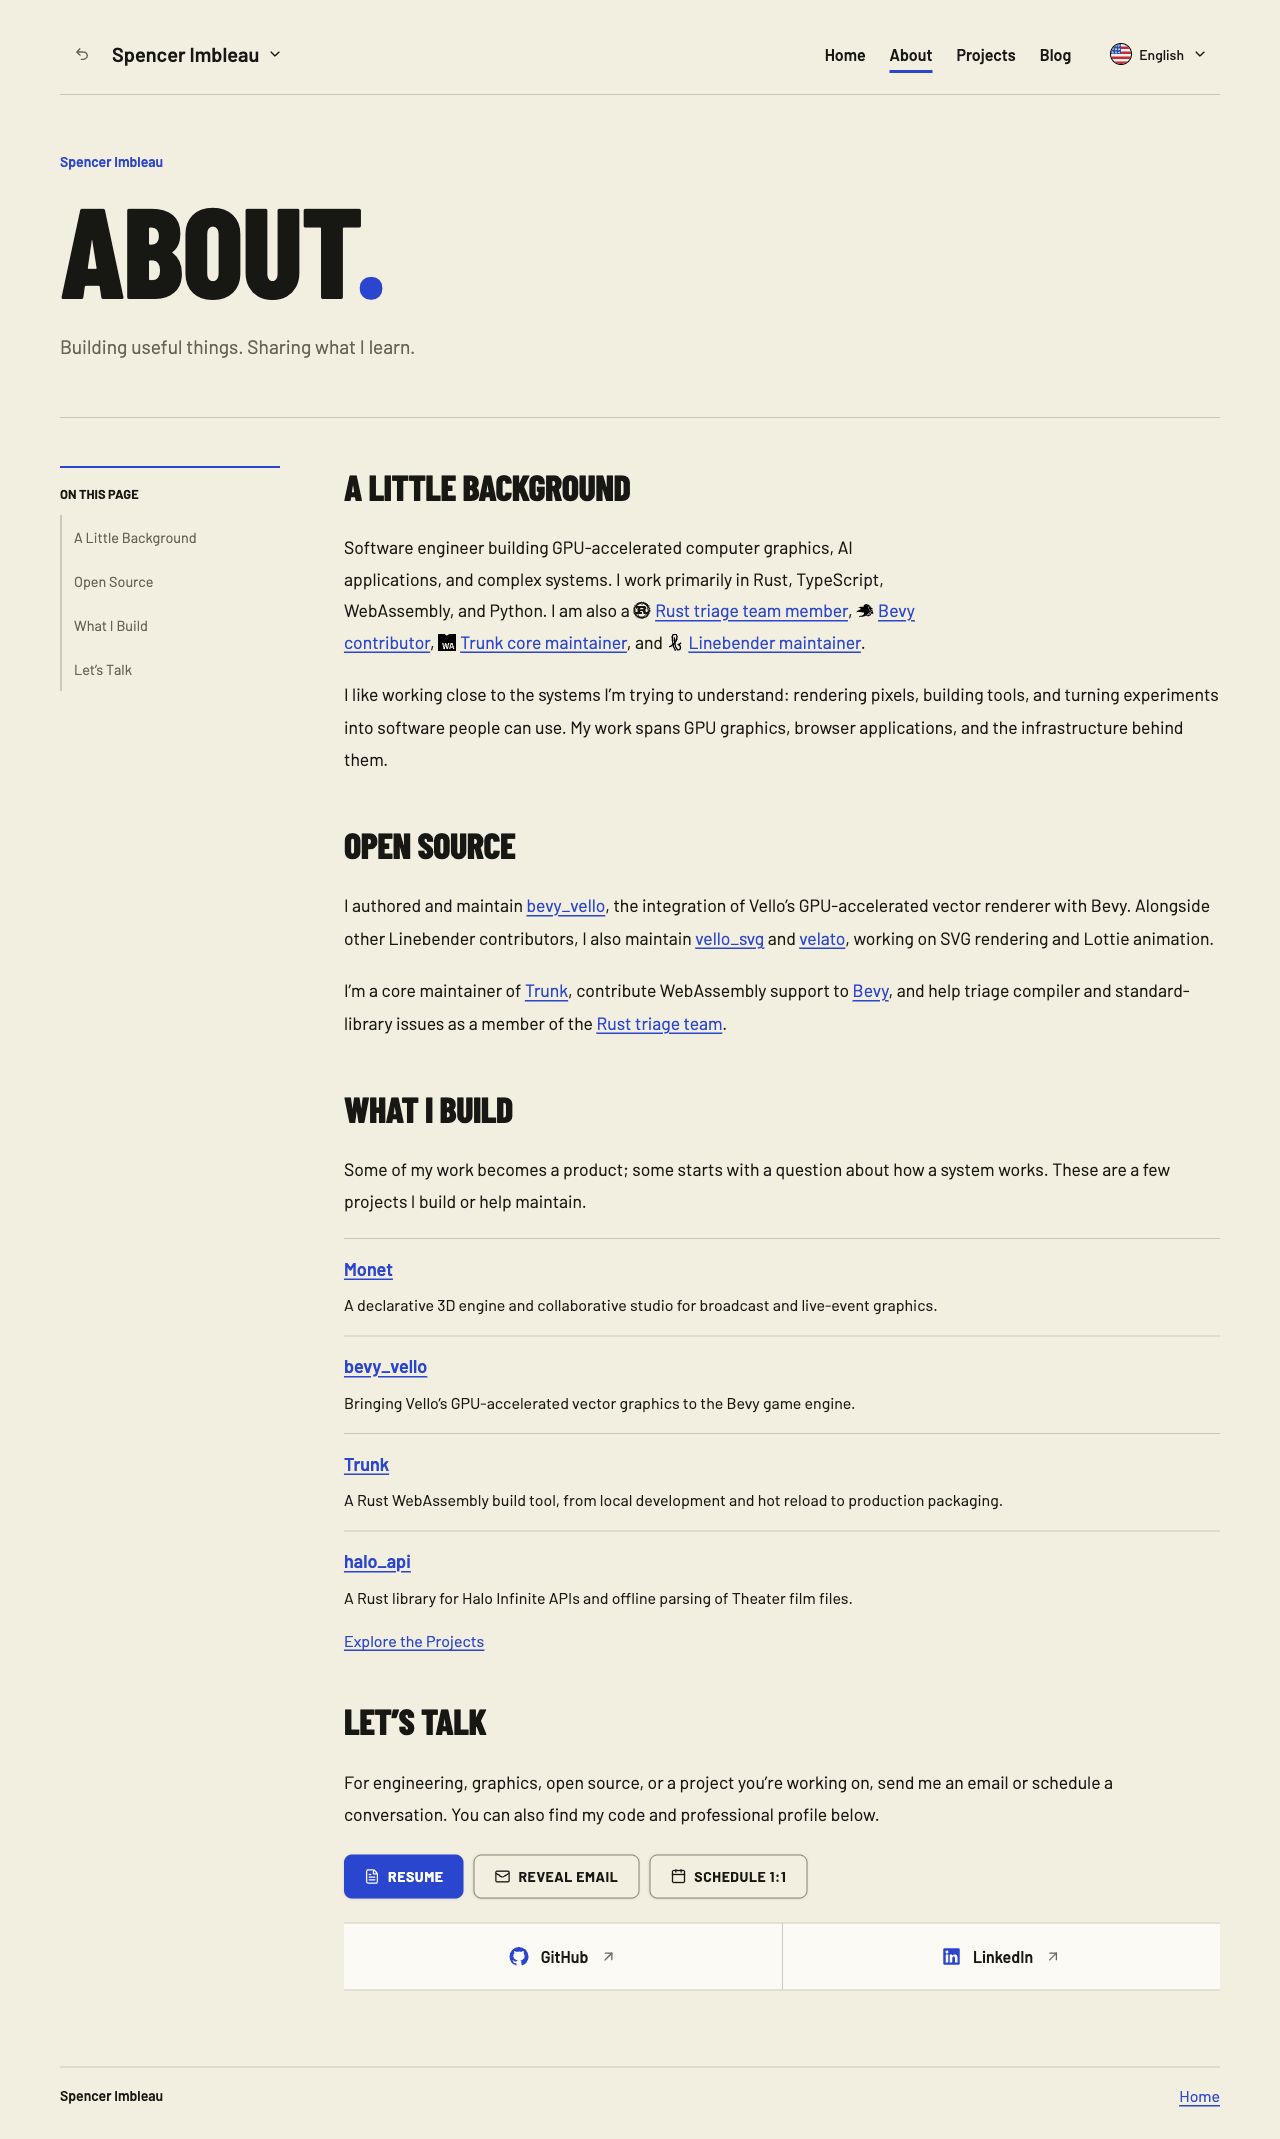 Spencer Imbleau
Home About Projects Blog English
Spencer Imbleau
ABOUT.
Building useful things. Sharing what I learn.
ON THIS PAGE
A Little Background
Open Source
What I Build
Let’s Talk
A LITTLE BACKGROUND
Software engineer building GPU-accelerated computer graphics, AI
applications, and complex systems. I work primarily in Rust, TypeScript,
WebAssembly, and Python. I am also a Rust triage team member, Bevy
contributor, WA Trunk core maintainer, and Linebender maintainer.
I like working close to the systems I’m trying to understand: rendering pixels, building tools, and turning experiments
into software people can use. My work spans GPU graphics, browser applications, and the infrastructure behind
them.
OPEN SOURCE
I authored and maintain bevy_vello, the integration of Vello’s GPU-accelerated vector renderer with Bevy. Alongside
other Linebender contributors, I also maintain vello_svg and velato, working on SVG rendering and Lottie animation.
I’m a core maintainer of Trunk, contribute WebAssembly support to Bevy, and help triage compiler and standard-
library issues as a member of the Rust triage team.
WHAT I BUILD
Some of my work becomes a product; some starts with a question about how a system works. These are a few
projects I build or help maintain.
Monet
A declarative 3D engine and collaborative studio for broadcast and live-event graphics.
bevy_vello
Bringing Vello’s GPU-accelerated vector graphics to the Bevy game engine.
Trunk
A Rust WebAssembly build tool, from local development and hot reload to production packaging.
halo_api
A Rust library for Halo Infinite APIs and offline parsing of Theater film files.
Explore the Projects
LET’S TALK
For engineering, graphics, open source, or a project you’re working on, send me an email or schedule a
conversation. You can also find my code and professional profile below.
RESUME REVEAL EMAIL SCHEDULE 1:1
GitHub LinkedIn
Spencer Imbleau Home